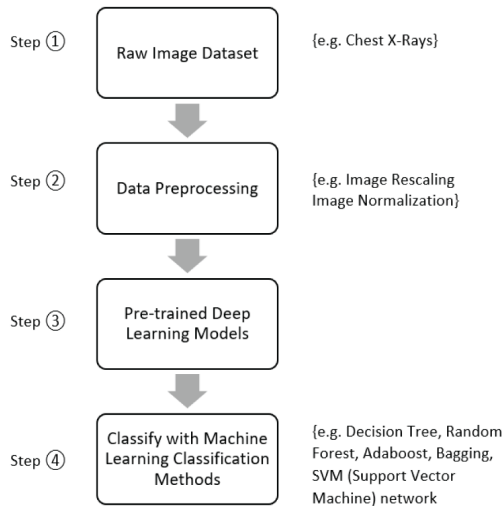 Step ①
Raw Image Dataset
{e.g. Chest X-Rays}
Step ②
Data Preprocessing
{e.g. Image Rescaling
Image Normalization}
Step ③
Pre-trained Deep
Learning Models
Step ④
Classify with Machine
Learning Classification
Methods
{e.g. Decision Tree, Random
Forest, Adaboost, Bagging,
SVM (Support Vector
Machine) network